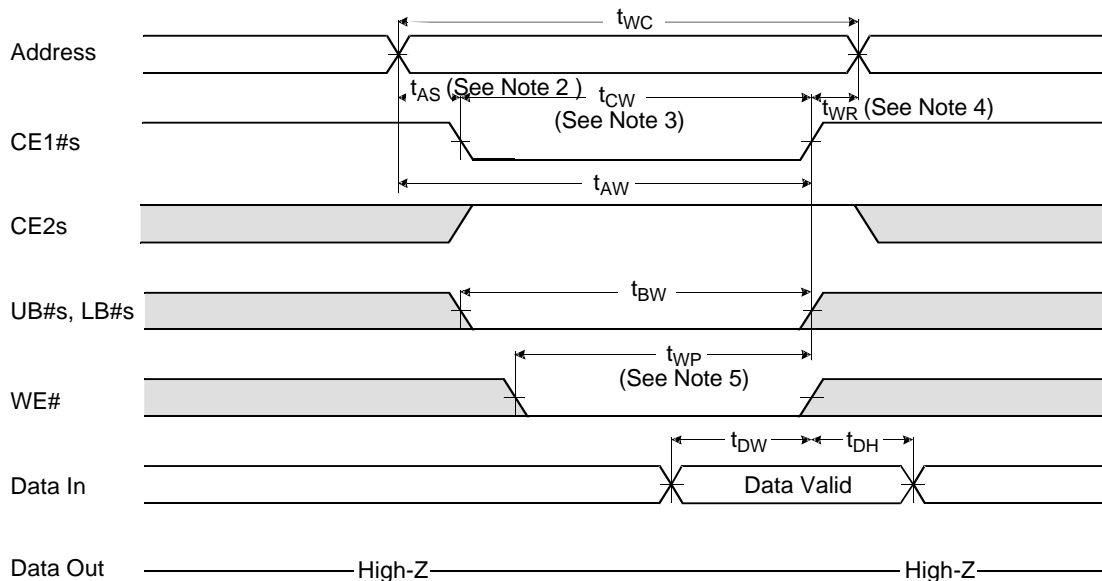 tWC
Address
tAS (See Note 2 )
tCW
(See Note 3)
tWR (See Note 4)
CE1#s
tAW
CE2s
tBW
UB#s, LB#s
tWP
(See Note 5)
WE#
tDW
tDH
Data In
Data Valid
Data Out
High-Z
High-Z